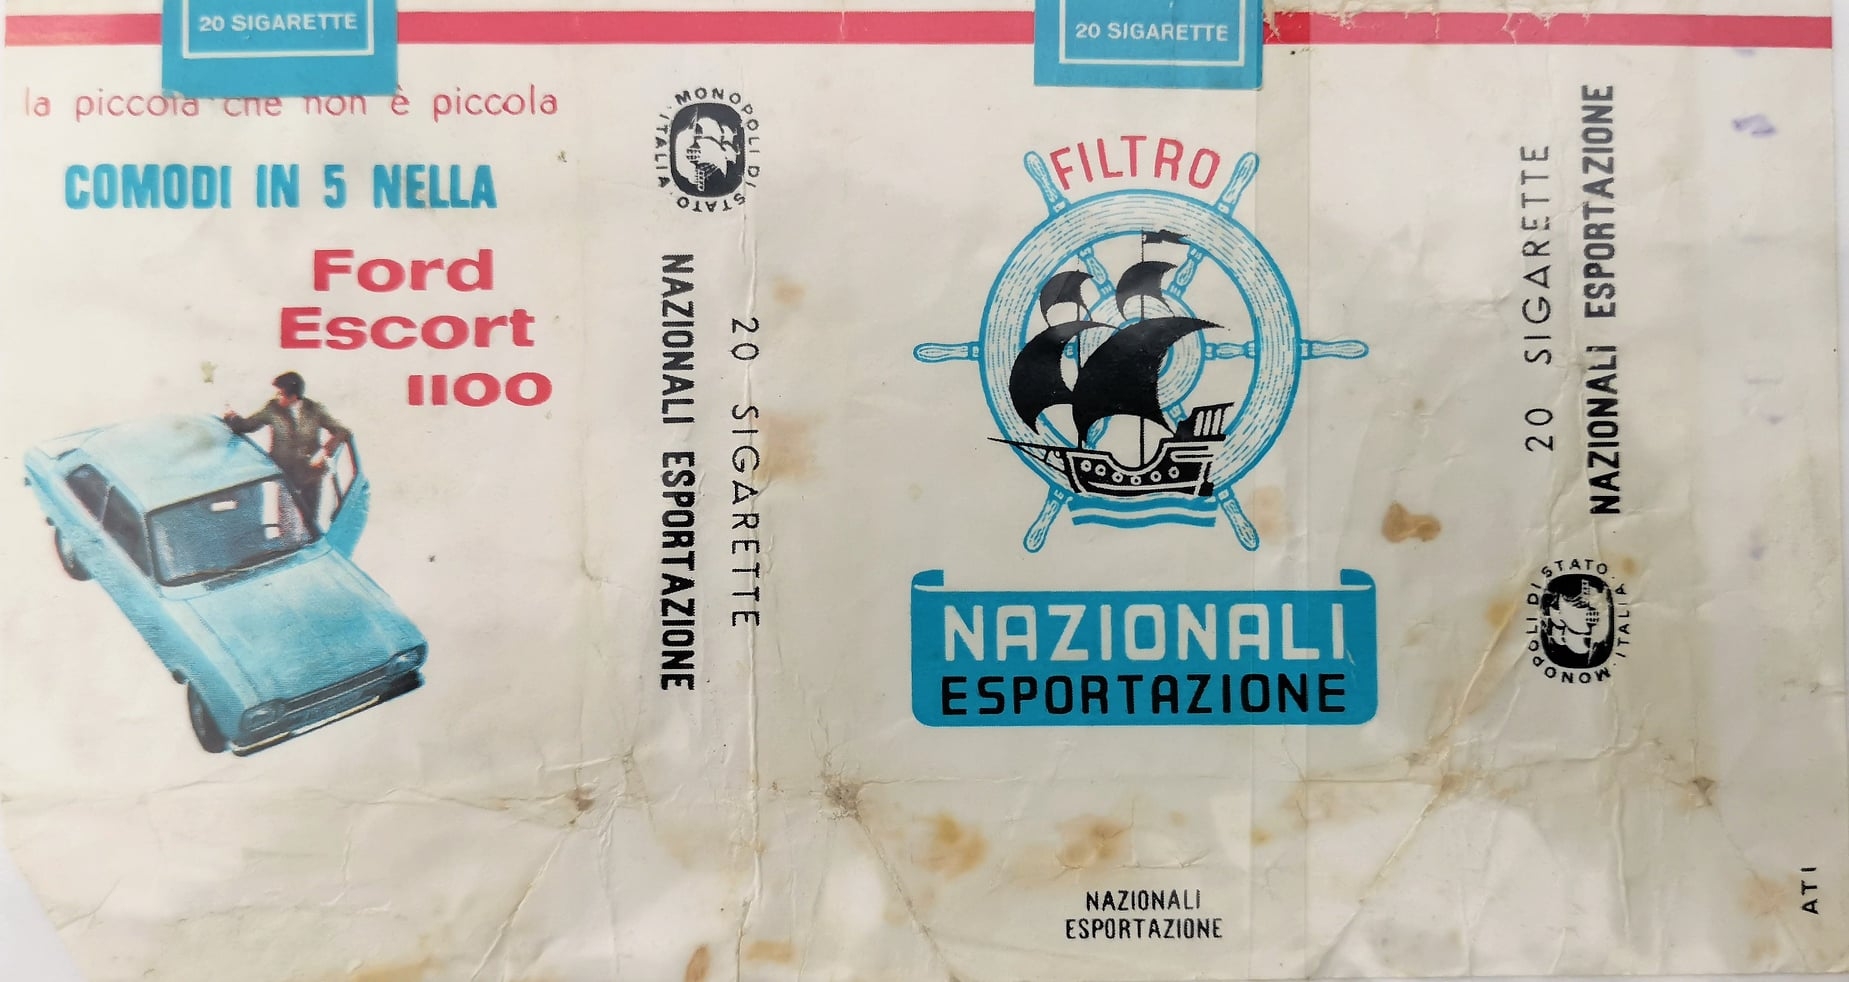 20 SIGARETTE
la piccola che non è piccola
COMODI IN 5 NELLA
Ford
Escort
1100
MONOPOLI DI STATO · ITALIA ·
NAZIONALI ESPORTAZIONE
20 SIGARETTE
20 SIGARETTE
FILTRO
NAZIONALI
ESPORTAZIONE
NAZIONALI
ESPORTAZIONE
20 SIGARETTE
NAZIONALI ESPORTAZIONE
MONOPOLI DI STATO · ITALIA ·
ATI